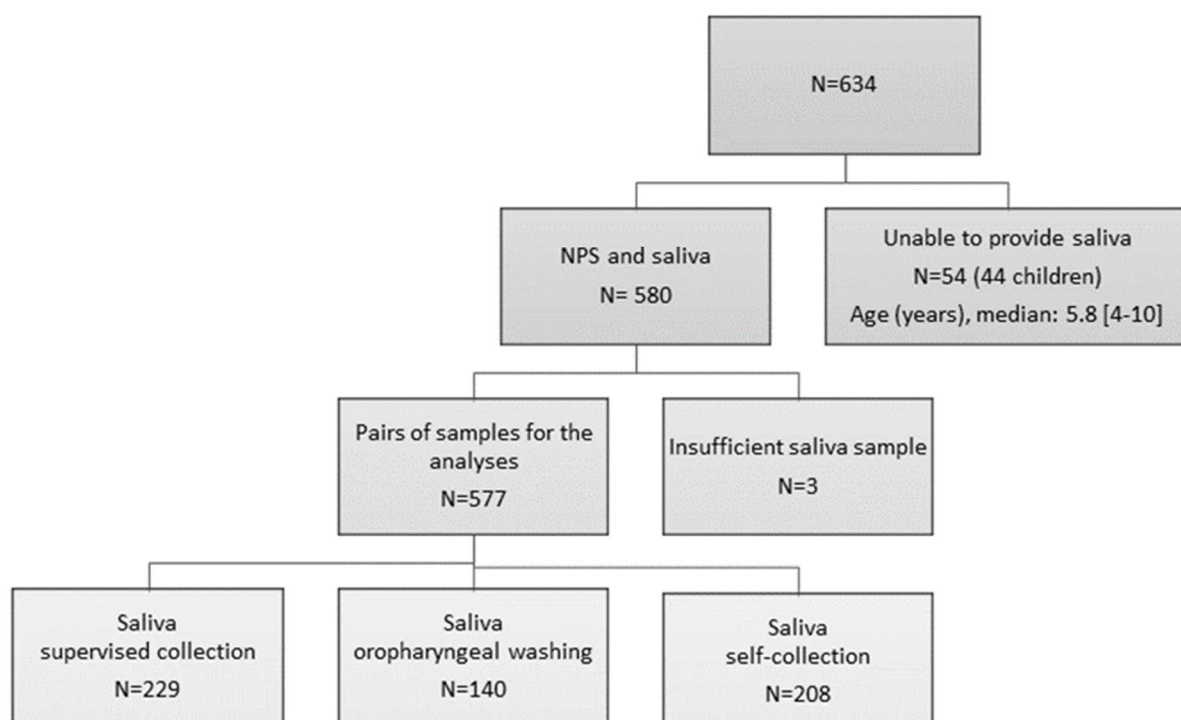 N=634
NPS and saliva
N= 580
Unable to provide saliva
N=54 (44 children)
Age (years), median: 5.8 [4-10]
Pairs of samples for the
analyses
N=577
Insufficient saliva sample
N=3
Saliva
supervised collection
N=229
Saliva
oropharyngeal washing
N=140
Saliva
self-collection
N=208